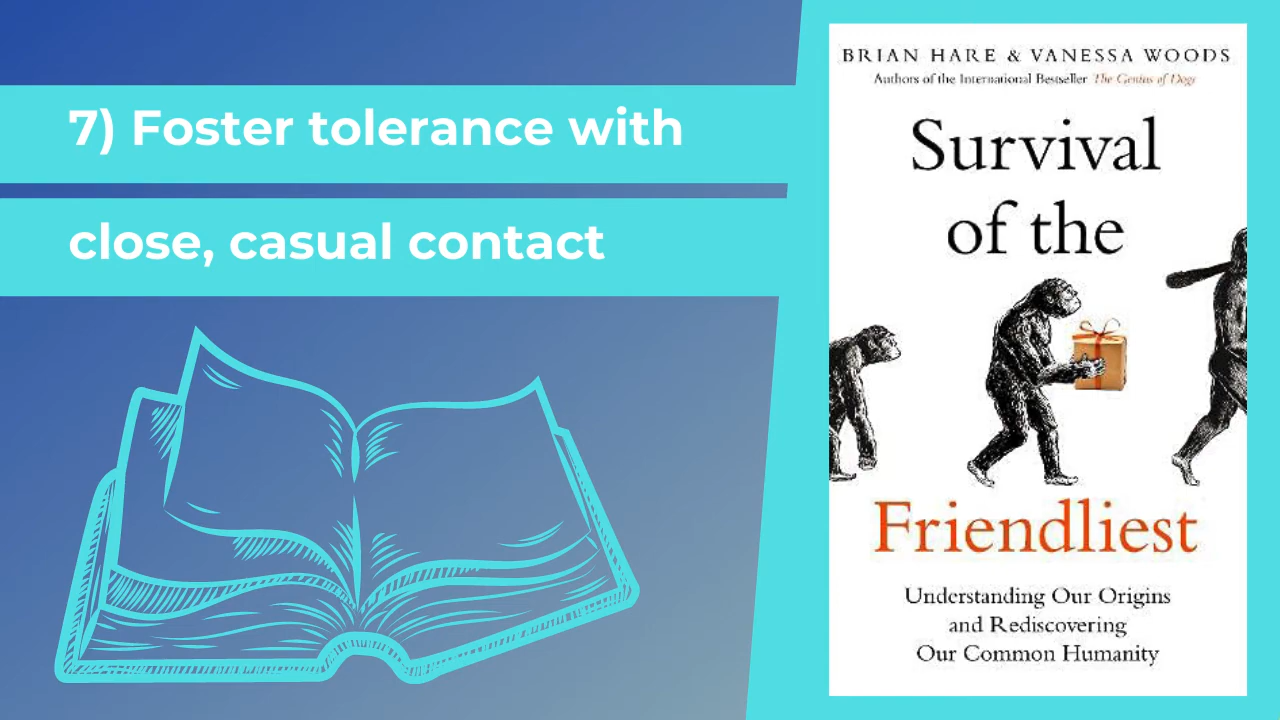 7) Foster tolerance with
close, casual contact
BRIAN HARE & VANESSA WOODS
Authors of the International Bestseller The Genius of Dogs
Survival
of the
Friendliest
Understanding Our Origins
and Rediscovering
Our Common Humanity